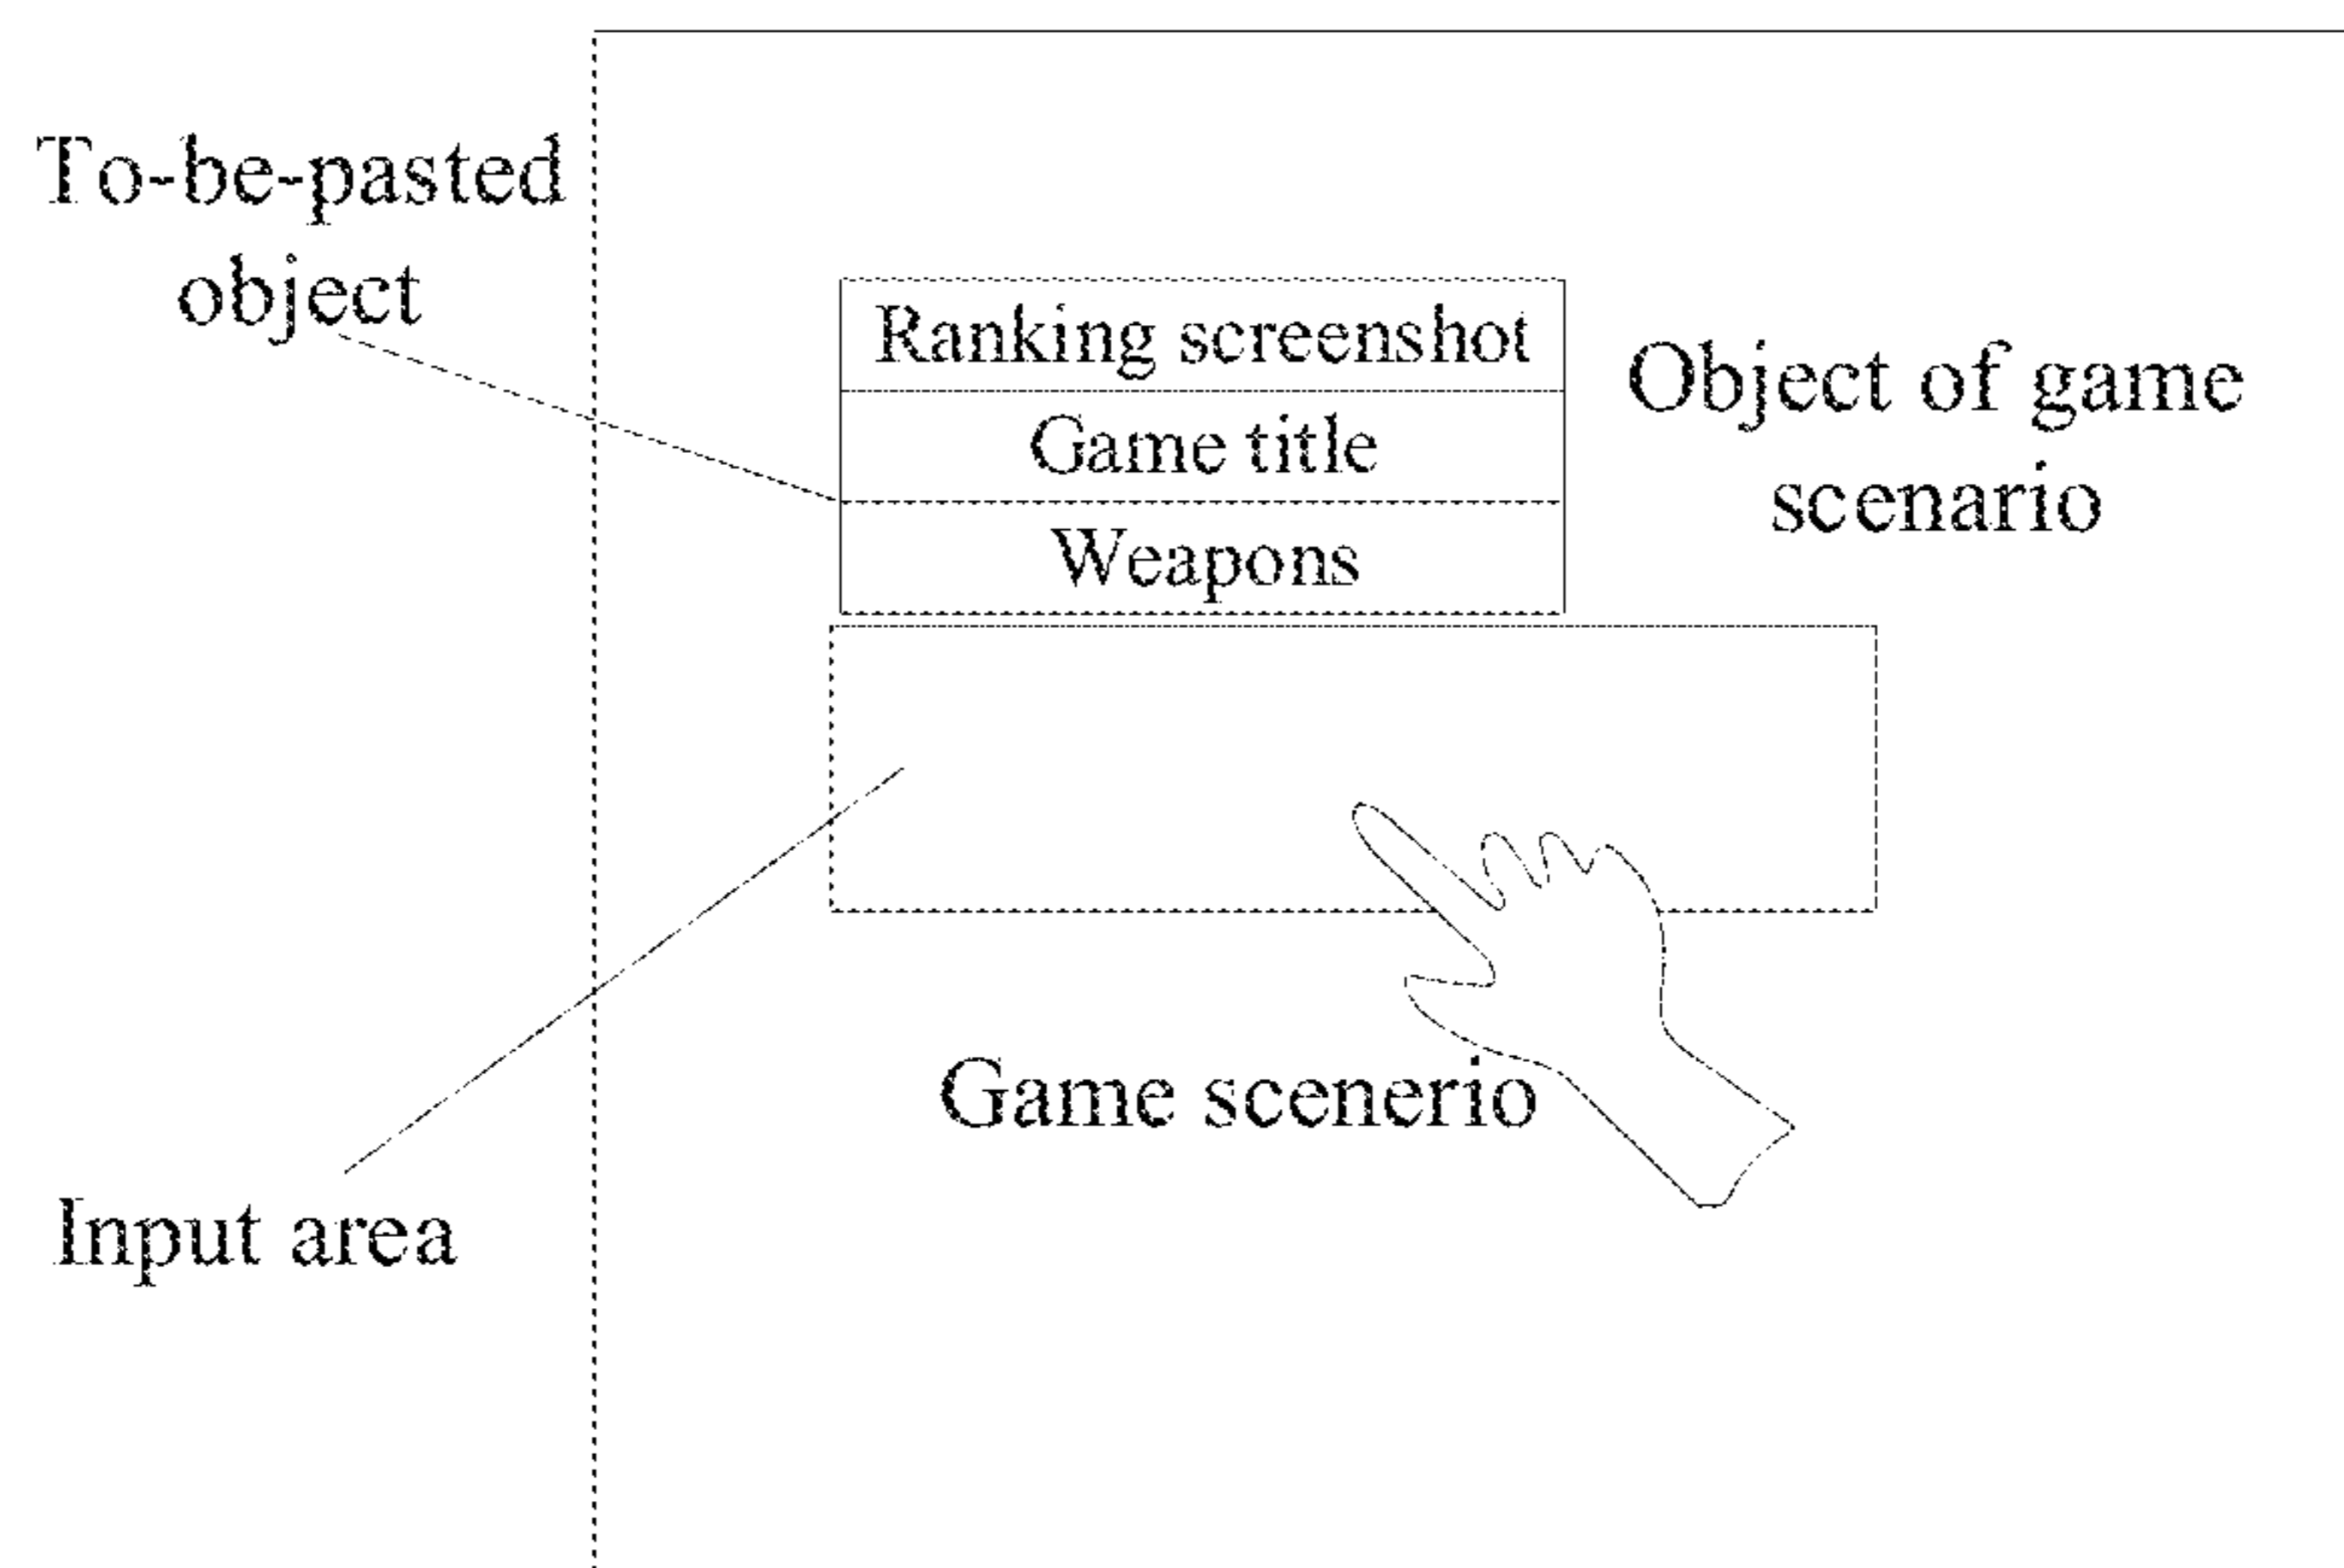 To-be-pasted
object
Ranking screenshot
Game title
Weapons
Object of game
scenario
Game scenerio
Input area